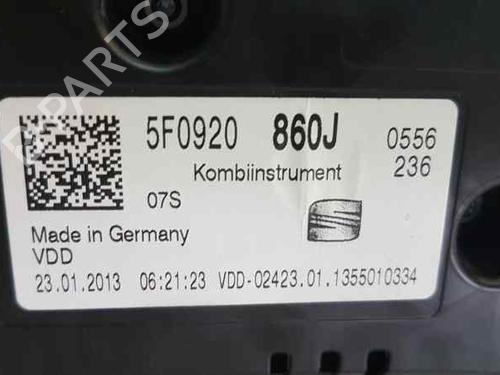 5F0920 860J 0556
Kombiinstrument 236
07S
Made in Germany
VDD
23.01.2013 06:21:23 VDD-02423.01.1355010334
B-PARTS